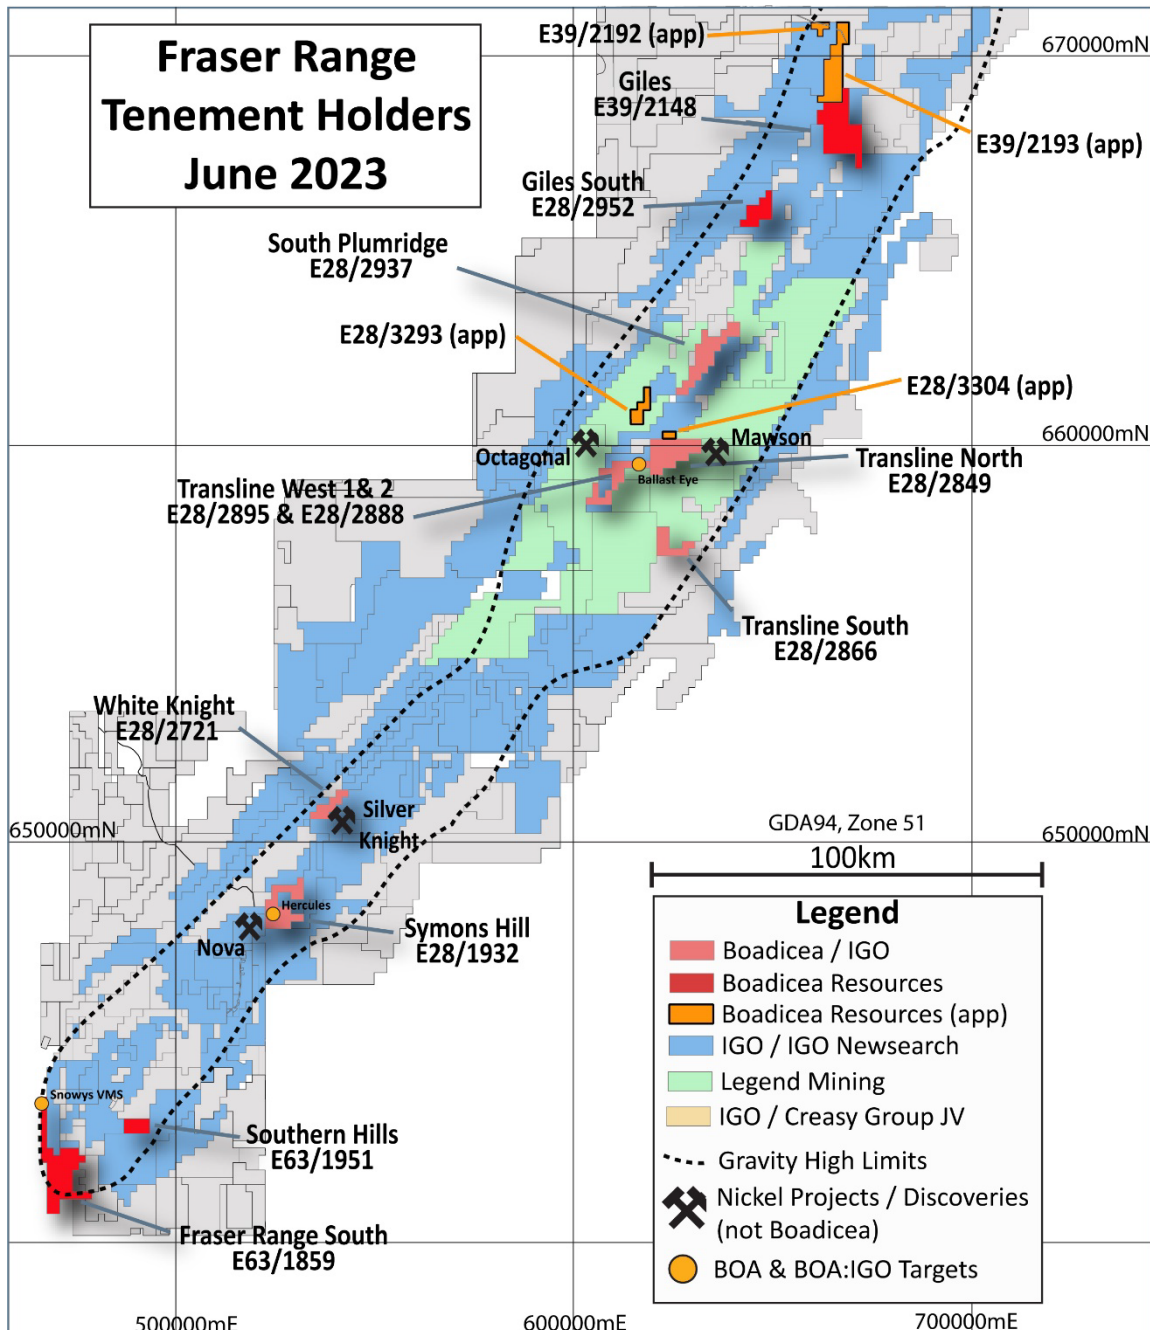 Fraser Range
Tenement Holders
June 2023
E39/2192 (app)
670000mN
Giles
E39/2148
E39/2193 (app)
Giles South
E28/2952
South Plumridge
E28/2937
E28/3293 (app)
E28/3304 (app)
660000mN
Octagonal
Mawson
Ballast Eye
Transline North
E28/2849
Transline West 1& 2
E28/2895 & E28/2888
Transline South
E28/2866
White Knight
E28/2721
Silver
Knight
650000mN
GDA94, Zone 51
650000mN
100km
Hercules
Nova
Symons Hill
E28/1932
Snowys VMS
Southern Hills
E63/1951
Fraser Range South
E63/1859
Legend
Boadicea / IGO
Boadicea Resources
Boadicea Resources (app)
IGO / IGO Newsearch
Legend Mining
IGO / Creasy Group JV
Gravity High Limits
Nickel Projects / Discoveries
(not Boadicea)
BOA & BOA:IGO Targets
500000mE
600000mE
700000mE